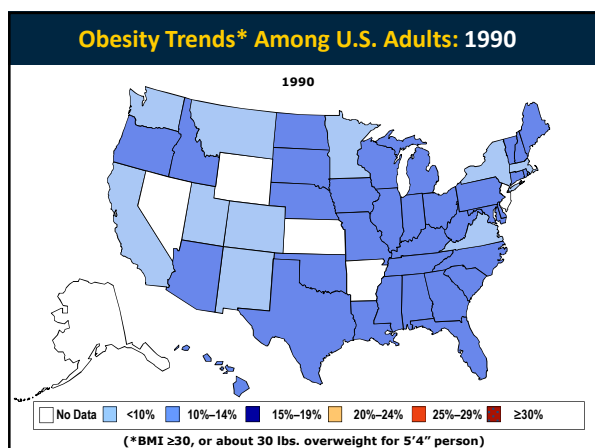 Obesity Trends* Among U.S. Adults: 1990
1990
No Data <10% 10%–14% 15%–19% 20%–24% 25%–29% ≥30%
(*BMI ≥30, or about 30 lbs. overweight for 5’4” person)